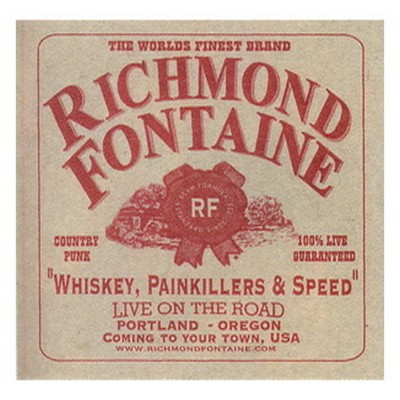 THE WORLDS FINEST BRAND
RICHMOND
FONTAINE
RF
COUNTRY
PUNK
100% LIVE
GUARANTEED
"WHISKEY, PAINKILLERS & SPEED"
LIVE ON THE ROAD
PORTLAND - OREGON
COMING TO YOUR TOWN, USA
WWW.RICHMONDFONTAINE.COM